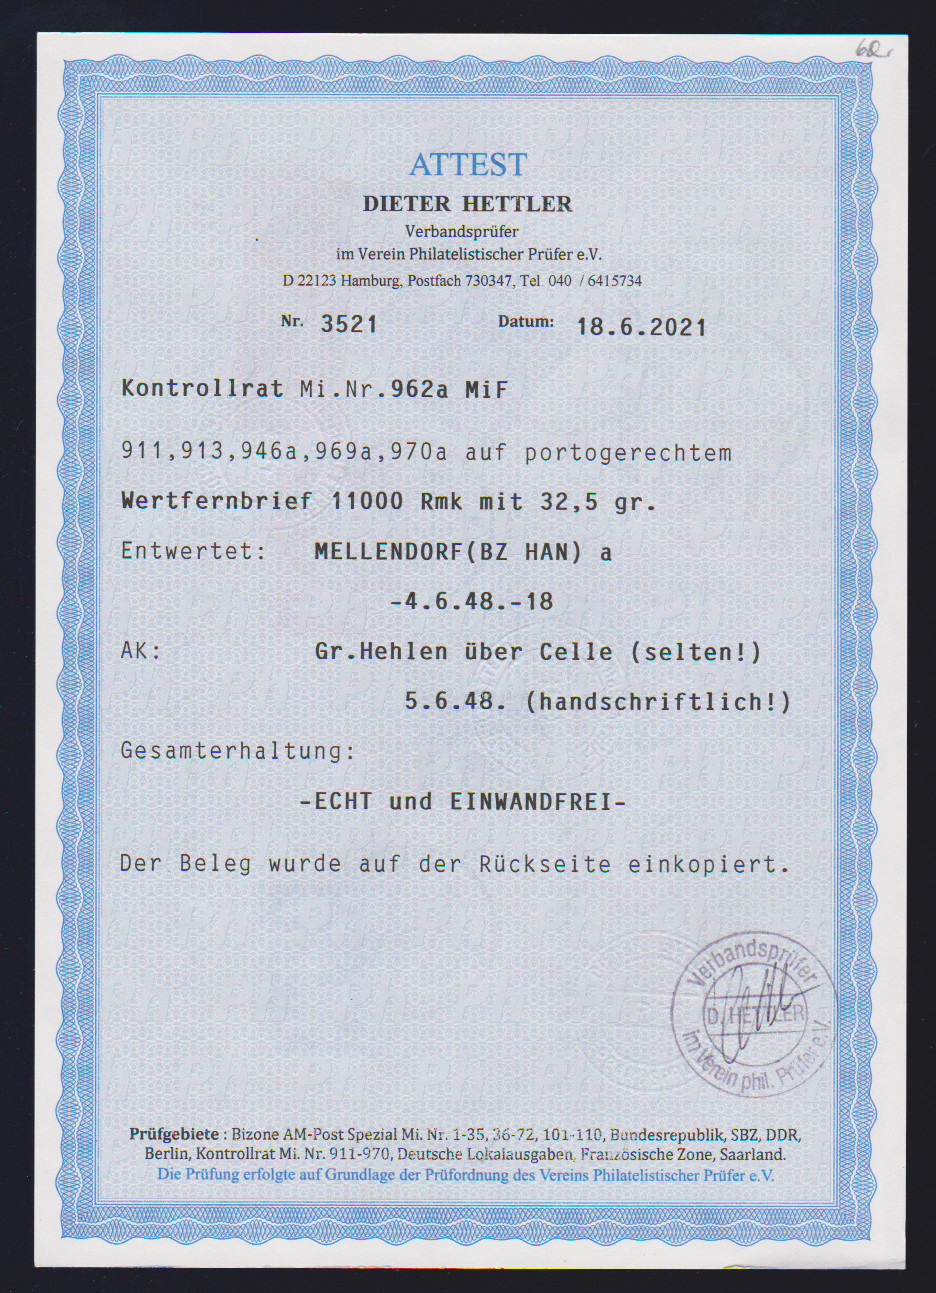 ATTEST
DIETER HETTLER
Verbandsprüfer
im Verein Philatelistischer Prüfer e.V.
D 22123 Hamburg, Postfach 730347, Tel. 040 / 6415734
Nr. 3521 Datum: 18.6.2021
Kontrollrat Mi.Nr.962a MiF
911,913,946a,969a,970a auf portogerechtem
Wertfernbrief 11000 Rmk mit 32,5 gr.
Entwertet: MELLENDORF(BZ HAN) a
-4.6.48.-18
AK: Gr.Hehlen über Celle (selten!)
5.6.48. (handschriftlich!)
Gesamterhaltung:
-ECHT und EINWANDFREI-
Der Beleg wurde auf der Rückseite einkopiert.
Verbandsprüfer
D. HETTLER
im Verein phil. Prüfer e.V.
Prüfgebiete : Bizone AM-Post Spezial Mi. Nr. 1-35, 36-72, 101-110, Bundesrepublik, SBZ, DDR,
Berlin, Kontrollrat Mi. Nr. 911-970, Deutsche Lokalausgaben, Französische Zone, Saarland.
Die Prüfung erfolgte auf Grundlage der Prüfordnung des Vereins Philatelistischer Prüfer e.V.